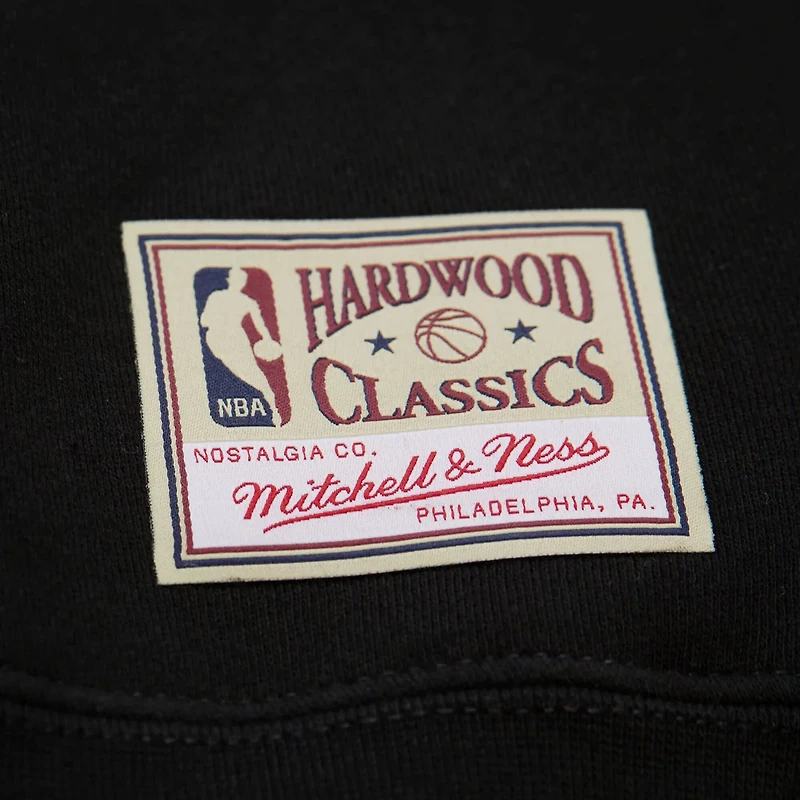 NBA
HARDWOOD
CLASSICS
NOSTALGIA CO.
Mitchell & Ness
PHILADELPHIA, PA.